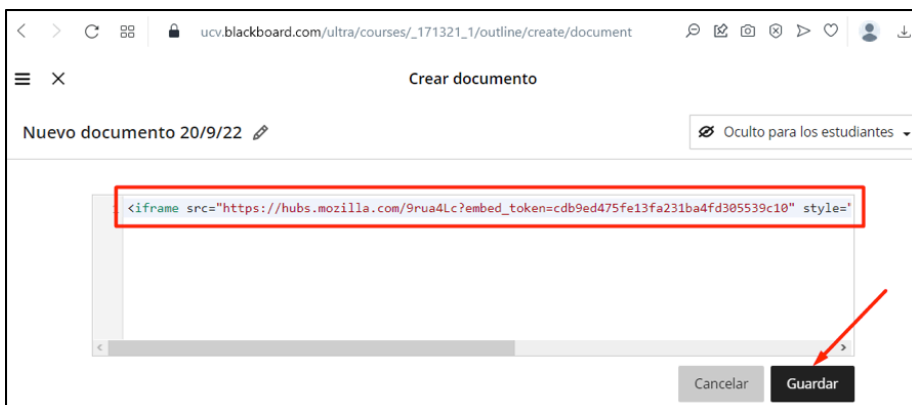 ucv.blackboard.com/ultra/courses/_171321_1/outline/create/document
Crear documento
Nuevo documento 20/9/22
Oculto para los estudiantes
1 <iframe src="https://hubs.mozilla.com/9rua4Lc?embed_token=cdb9ed475fe13fa231ba4fd305539c10" style="
Cancelar
Guardar